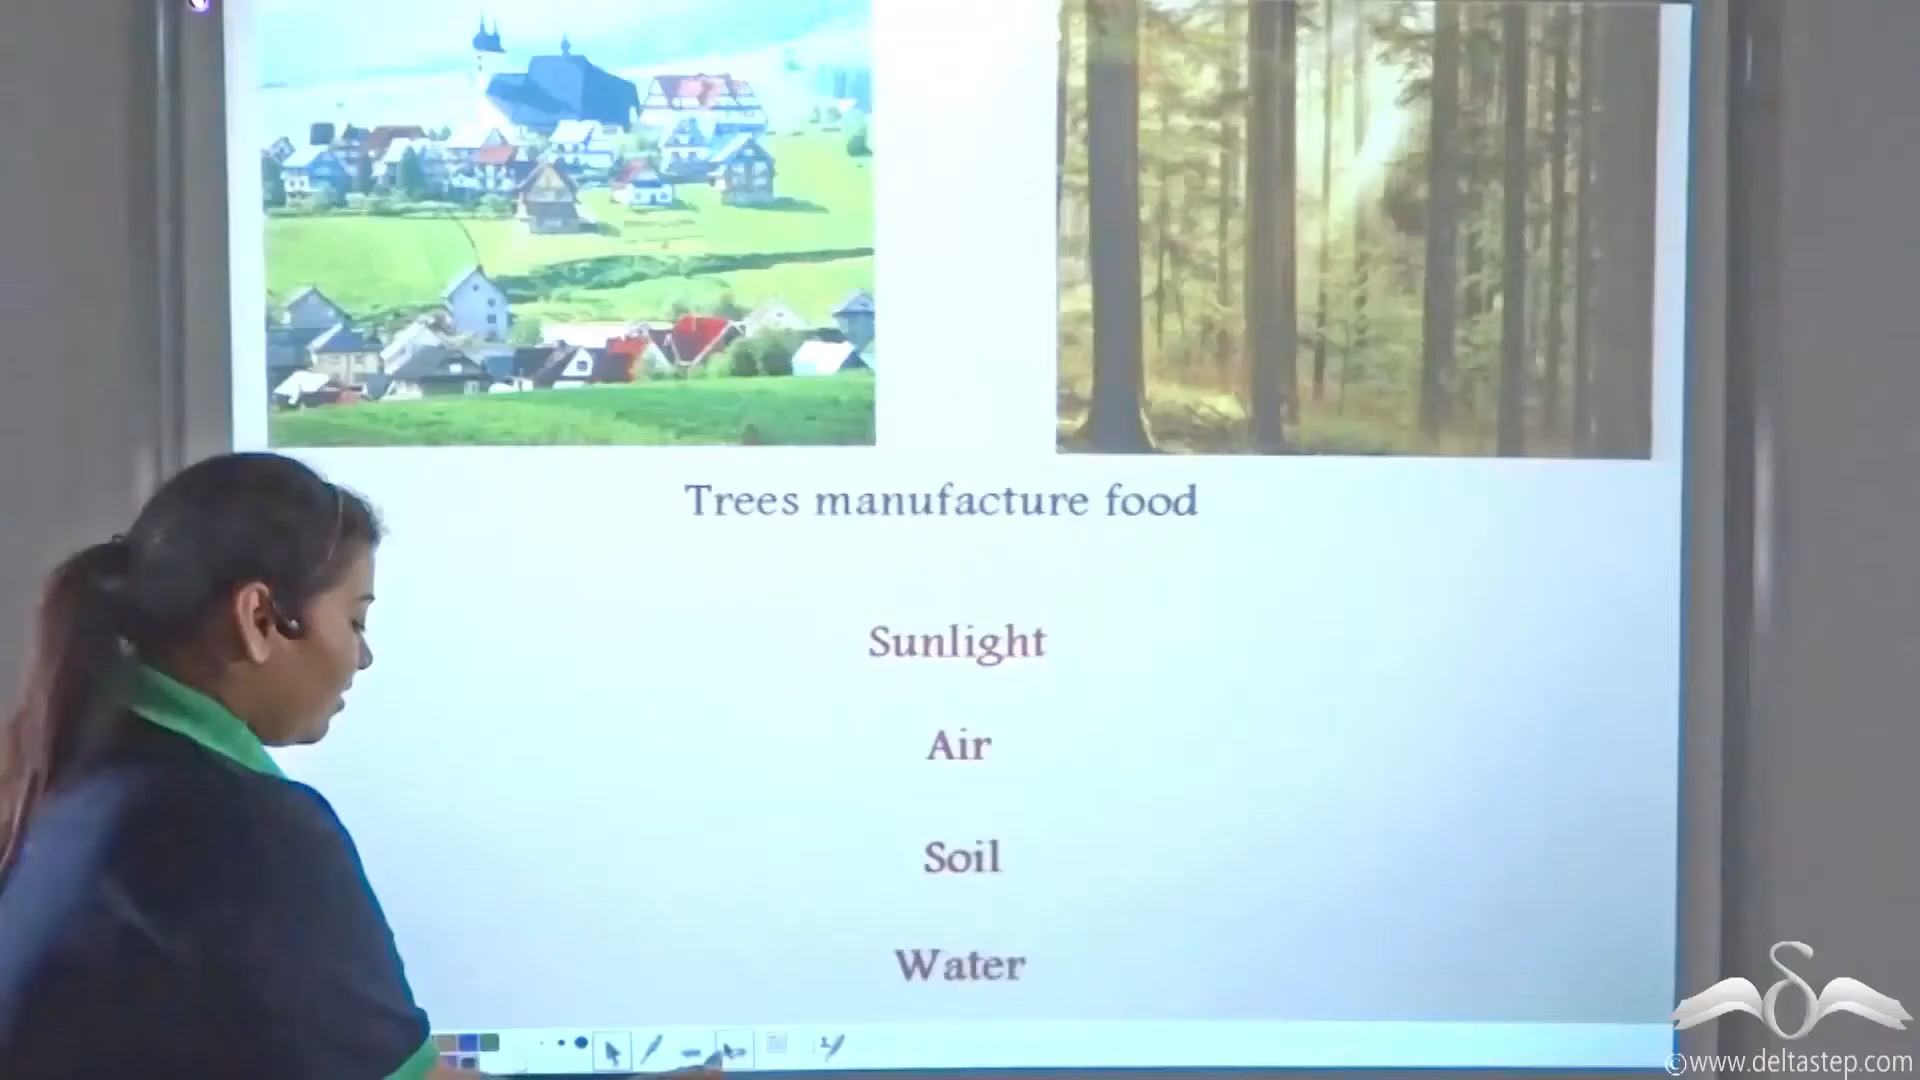 Trees manufacture food
Sunlight
Air
Soil
Water
©www.deltastep.com